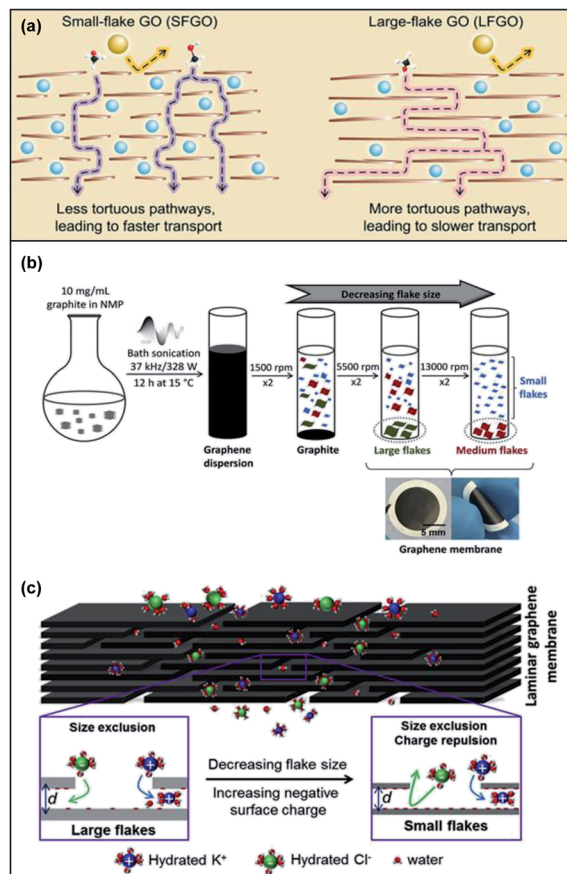 (a)
Small-flake GO (SFGO)
Large-flake GO (LFGO)
Less tortuous pathways,
leading to faster transport
More tortuous pathways,
leading to slower transport
(b)
10 mg/mL
graphite in NMP
Bath sonication
37 kHz/328 W
12 h at 15 °C
Graphene
dispersion
Decreasing flake size
1500 rpm
x2
Graphite
5500 rpm
x2
Large flakes
13000 rpm
x2
Medium flakes
Small
flakes
5 mm
Graphene membrane
(c)
Laminar graphene
membrane
Size exclusion
d
Large flakes
Decreasing flake size
Increasing negative
surface charge
Size exclusion
Charge repulsion
d
Small flakes
Hydrated K⁺
Hydrated Cl⁻
water